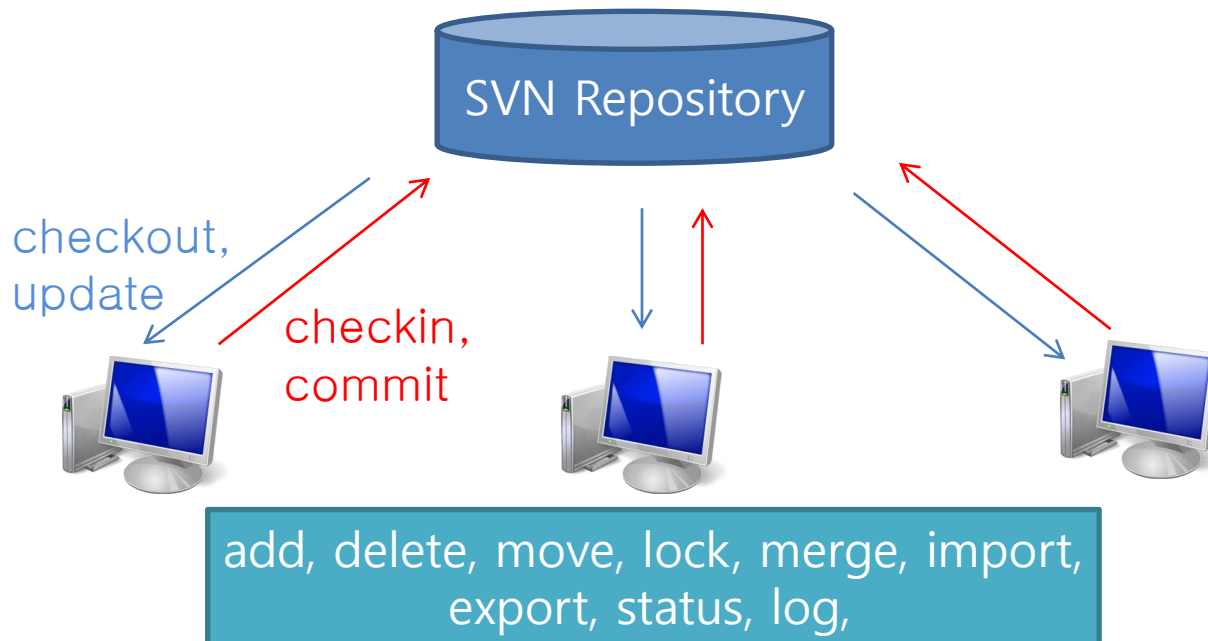 SVN Repository
checkout,
update
checkin,
commit
add, delete, move, lock, merge, import,
export, status, log,